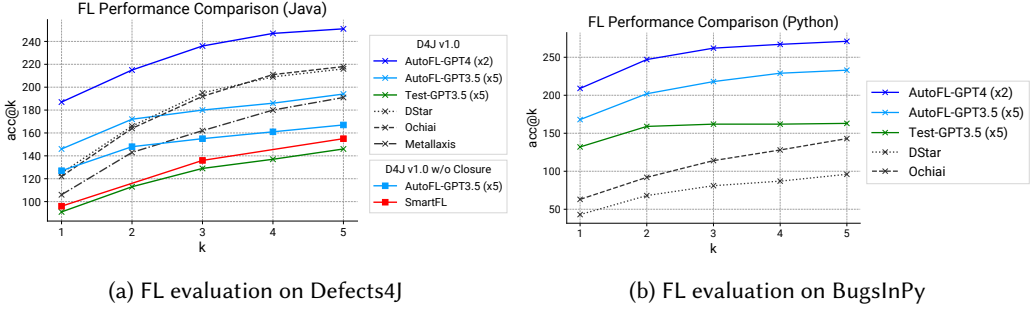 FL Performance Comparison (Java)
acc@k
240
220
200
180
160
140
120
100
1 2 3 4 5
k
D4J v1.0
AutoFL-GPT4 (x2)
AutoFL-GPT3.5 (x5)
Test-GPT3.5 (x5)
DStar
Ochiai
Metallaxis
D4J v1.0 w/o Closure
AutoFL-GPT3.5 (x5)
SmartFL
(a) FL evaluation on Defects4J
FL Performance Comparison (Python)
acc@k
250
200
150
100
50
1 2 3 4 5
k
AutoFL-GPT4 (x2)
AutoFL-GPT3.5 (x5)
Test-GPT3.5 (x5)
DStar
Ochiai
(b) FL evaluation on BugsInPy